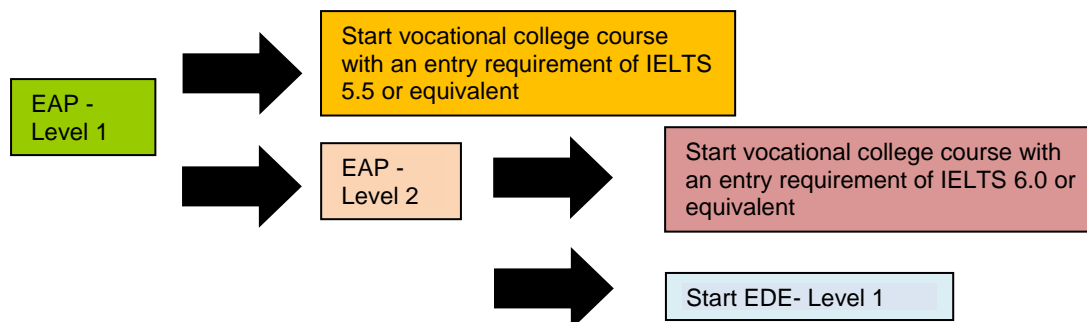 Start vocational college course
with an entry requirement of IELTS
5.5 or equivalent
EAP -
Level 1
EAP -
Level 2
Start vocational college course with
an entry requirement of IELTS 6.0 or
equivalent
Start EDE- Level 1